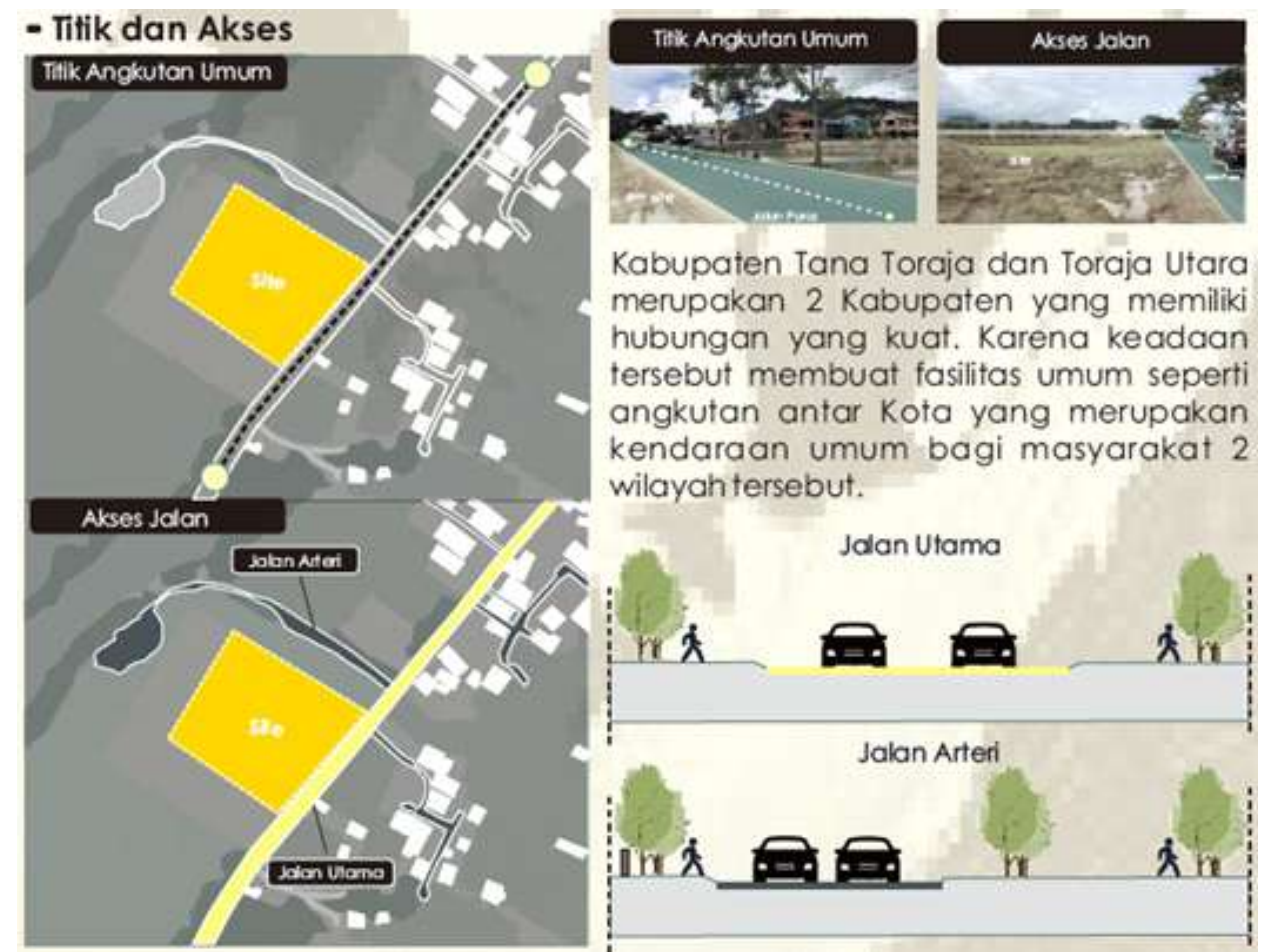 - Titik dan Akses
Titik Angkutan Umum
Site
Akses Jalan
Jalan Arteri
Site
Jalan Utama
Titik Angkutan Umum
Akses Jalan
Jalan Poros
Kabupaten Tana Toraja dan Toraja Utara
merupakan 2 Kabupaten yang memiliki
hubungan yang kuat. Karena keadaan
tersebut membuat fasilitas umum seperti
angkutan antar Kota yang merupakan
kendaraan umum bagi masyarakat 2
wilayah tersebut.
Jalan Utama
Jalan Arteri